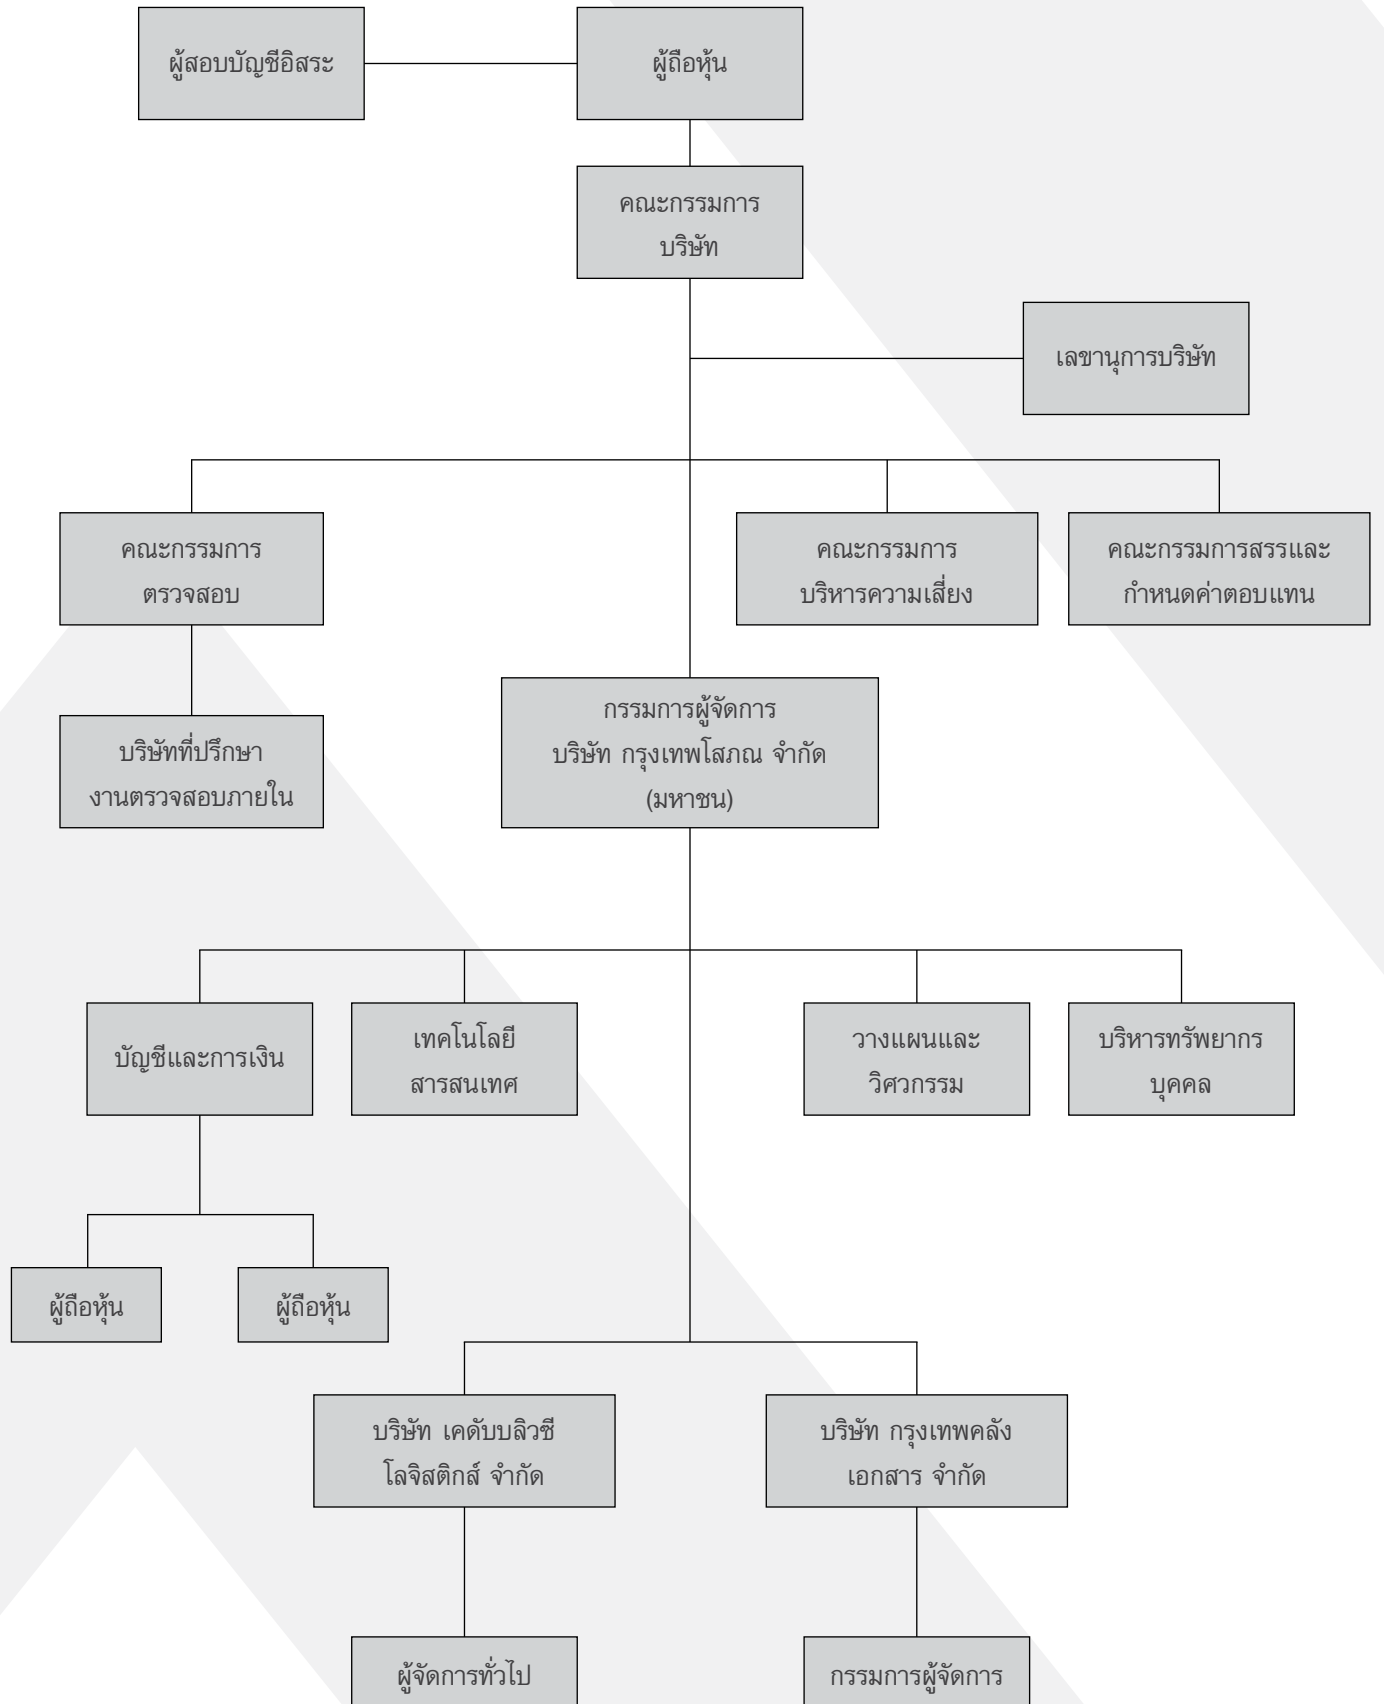 ผู้สอบบัญชีอิสระ
ผู้ถือหุ้น
คณะกรรมการ
บริษัท
เลขานุการบริษัท
คณะกรรมการ
ตรวจสอบ
คณะกรรมการ
บริหารความเสี่ยง
คณะกรรมการสรรและ
กำหนดค่าตอบแทน
บริษัทที่ปรึกษา
งานตรวจสอบภายใน
กรรมการผู้จัดการ
บริษัท กรุงเทพโสภณ จำกัด
(มหาชน)
บัญชีและการเงิน
เทคโนโลยี
สารสนเทศ
วางแผนและ
วิศวกรรม
บริหารทรัพยากร
บุคคล
ผู้ถือหุ้น
ผู้ถือหุ้น
บริษัท เคดับบลิวซี
โลจิสติกส์ จำกัด
บริษัท กรุงเทพคลัง
เอกสาร จำกัด
ผู้จัดการทั่วไป
กรรมการผู้จัดการ